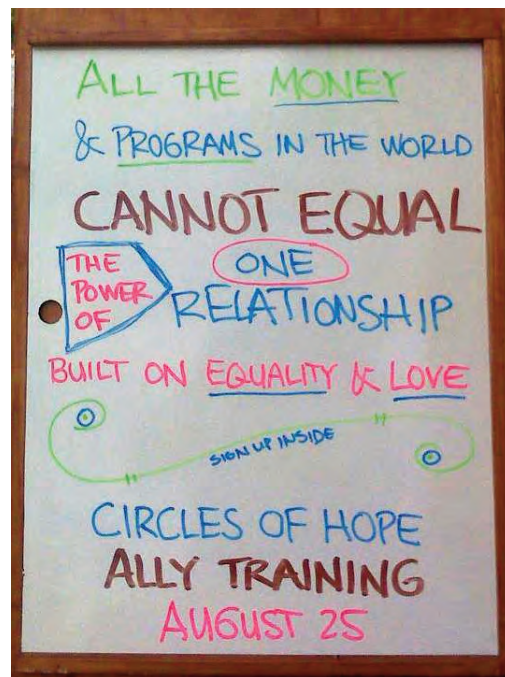 ALL THE MONEY
& PROGRAMS IN THE WORLD
CANNOT EQUAL
THE POWER OF
ONE
RELATIONSHIP
BUILT ON EQUALITY & LOVE
SIGN UP INSIDE
CIRCLES OF HOPE
ALLY TRAINING
AUGUST 25